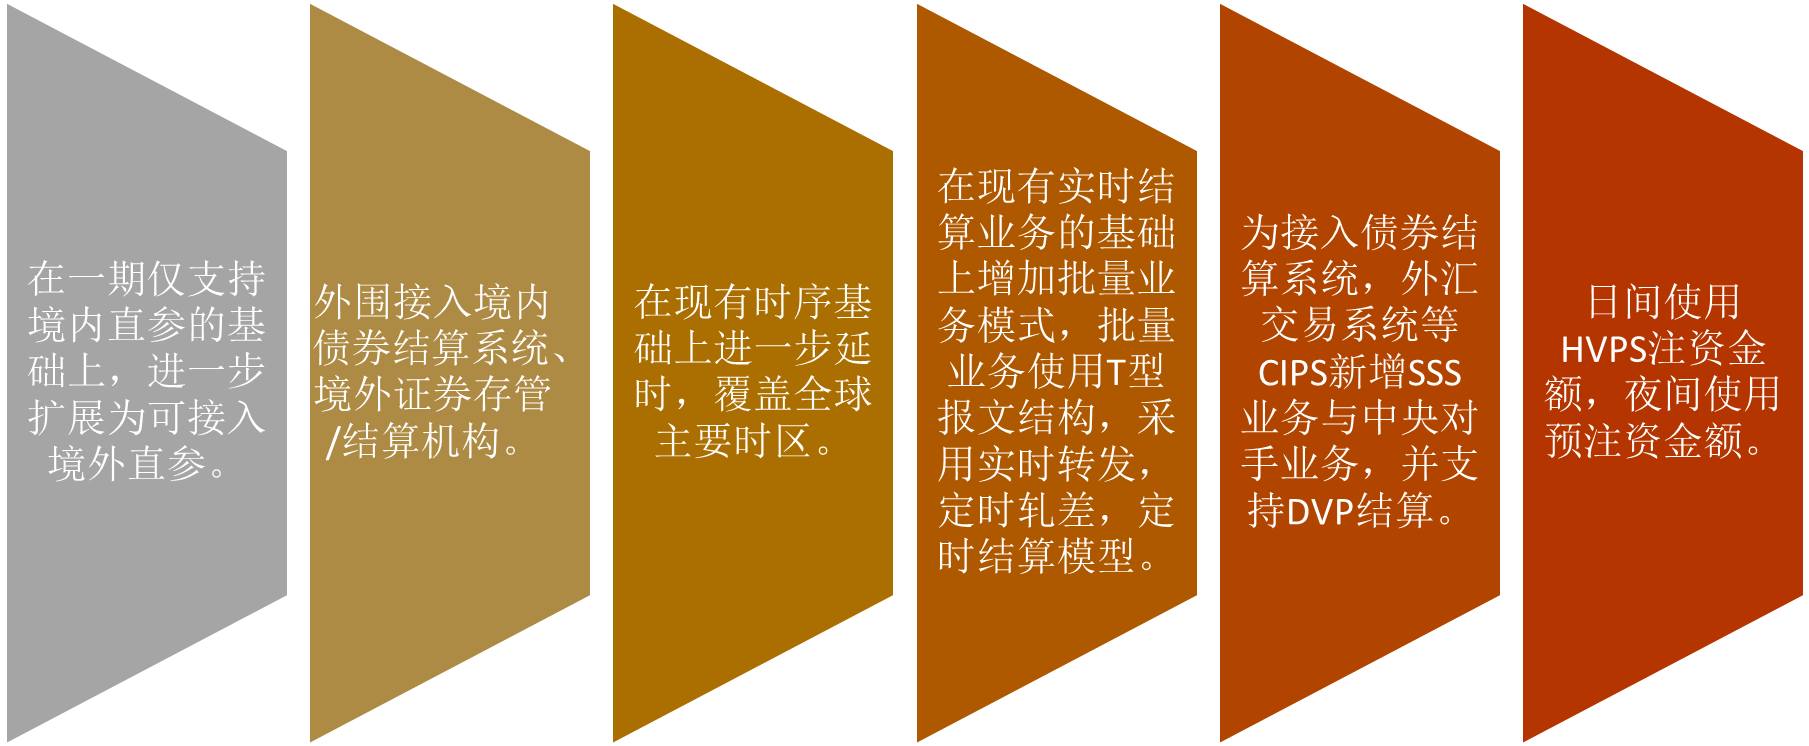 在一期仅支持
境内直参的基
础上，进一步
扩展为可接入
境外直参。
外围接入境内
债券结算系统、
境外证券存管
/结算机构。
在现有时序基
础上进一步延
时，覆盖全球
主要时区。
在现有实时结
算业务的基础
上增加批量业
务模式，批量
业务使用T型
报文结构，采
用实时转发，
定时轧差，定
时结算模型。
为接入债券结
算系统，外汇
交易系统等
CIPS新增SSS
业务与中央对
手业务，并支
持DVP结算。
日间使用
HVPS注资金
额，夜间使用
预注资金额。